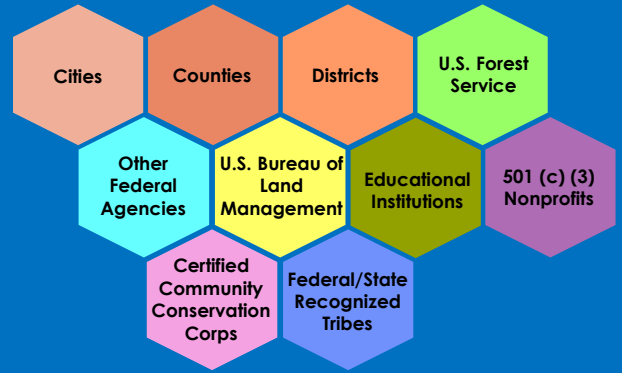 Cities
Counties
Districts
U.S. Forest
Service
Other
Federal
Agencies
U.S. Bureau of
Land
Management
Educational
Institutions
501 (c) (3)
Nonprofits
Certified
Community
Conservation
Corps
Federal/State
Recognized
Tribes